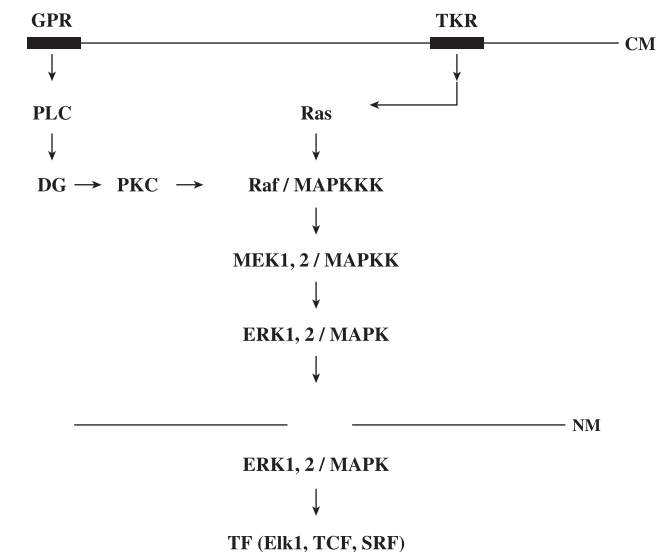 GPR TKR
CM
PLC Ras
DG PKC Raf / MAPKKK
MEK1, 2 / MAPKK
ERK1, 2 / MAPK
NM
ERK1, 2 / MAPK
TF (Elk1, TCF, SRF)